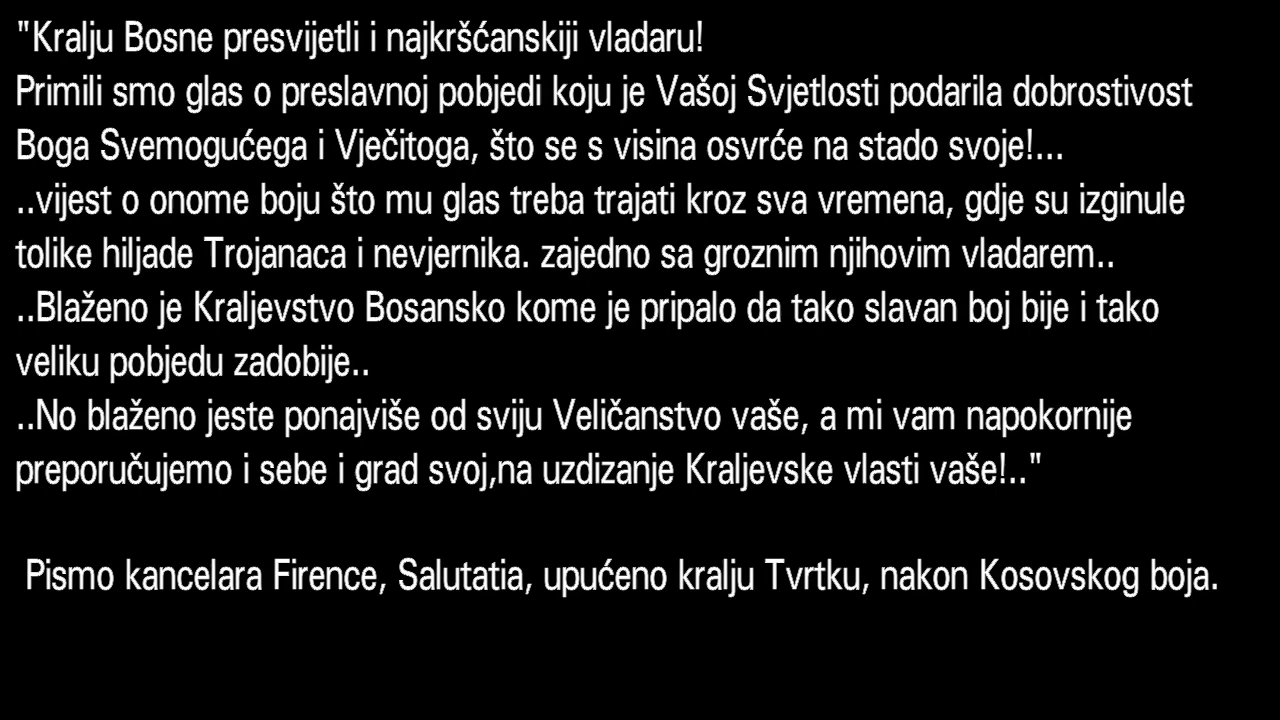 "Kralju Bosne presvijetli i najkršćanskiji vladaru!
Primili smo glas o preslavnoj pobjedi koju je Vašoj Svjetlosti podarila dobrostivost
Boga Svemogućega i Vječitoga, što se s visina osvrće na stado svoje!...
..vijest o onome boju što mu glas treba trajati kroz sva vremena, gdje su izginule
tolike hiljade Trojanaca i nevjernika. zajedno sa groznim njihovim vladarem..
..Blaženo je Kraljevstvo Bosansko kome je pripalo da tako slavan boj bije i tako
veliku pobjedu zadobije..
..No blaženo jeste ponajviše od sviju Veličanstvo vaše, a mi vam napokornije
preporučujemo i sebe i grad svoj,na uzdizanje Kraljevske vlasti vaše!.."
Pismo kancelara Firence, Salutatia, upućeno kralju Tvrtku, nakon Kosovskog boja.